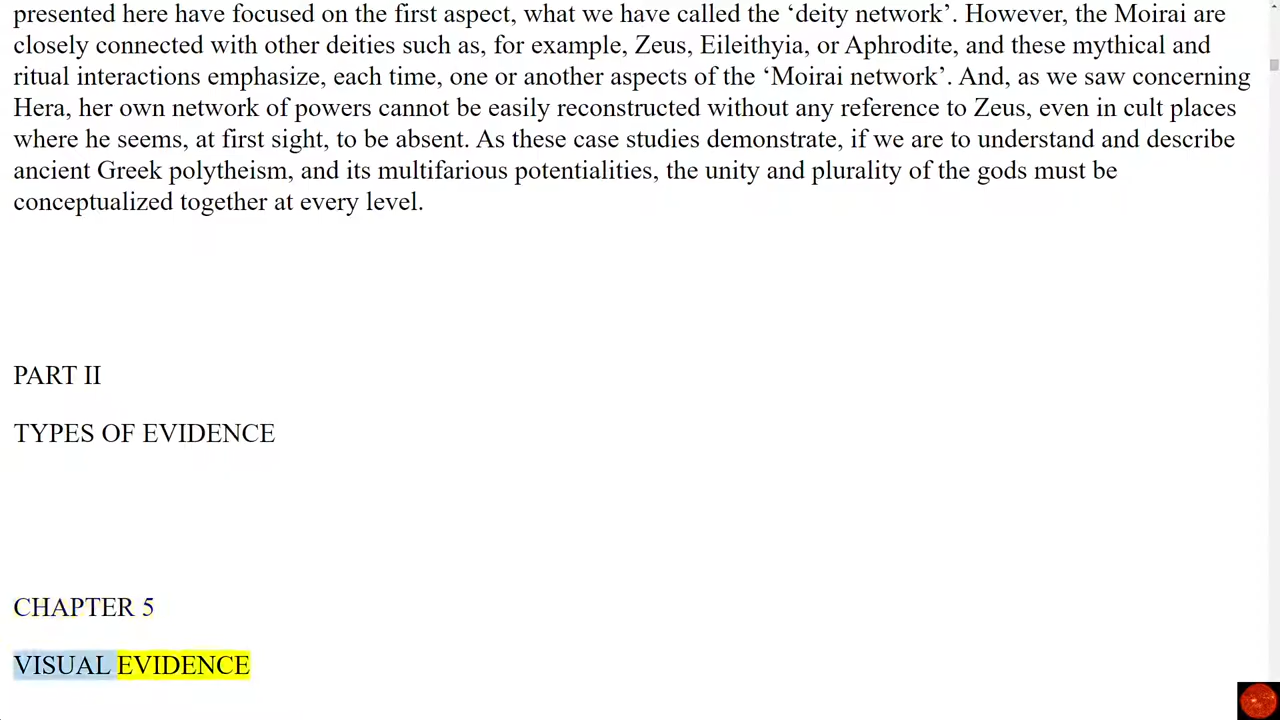 presented here have focused on the first aspect, what we have called the ‘deity network’. However, the Moirai are
closely connected with other deities such as, for example, Zeus, Eileithyia, or Aphrodite, and these mythical and
ritual interactions emphasize, each time, one or another aspects of the ‘Moirai network’. And, as we saw concerning
Hera, her own network of powers cannot be easily reconstructed without any reference to Zeus, even in cult places
where he seems, at first sight, to be absent. As these case studies demonstrate, if we are to understand and describe
ancient Greek polytheism, and its multifarious potentialities, the unity and plurality of the gods must be
conceptualized together at every level.
PART II
TYPES OF EVIDENCE
CHAPTER 5
VISUAL EVIDENCE